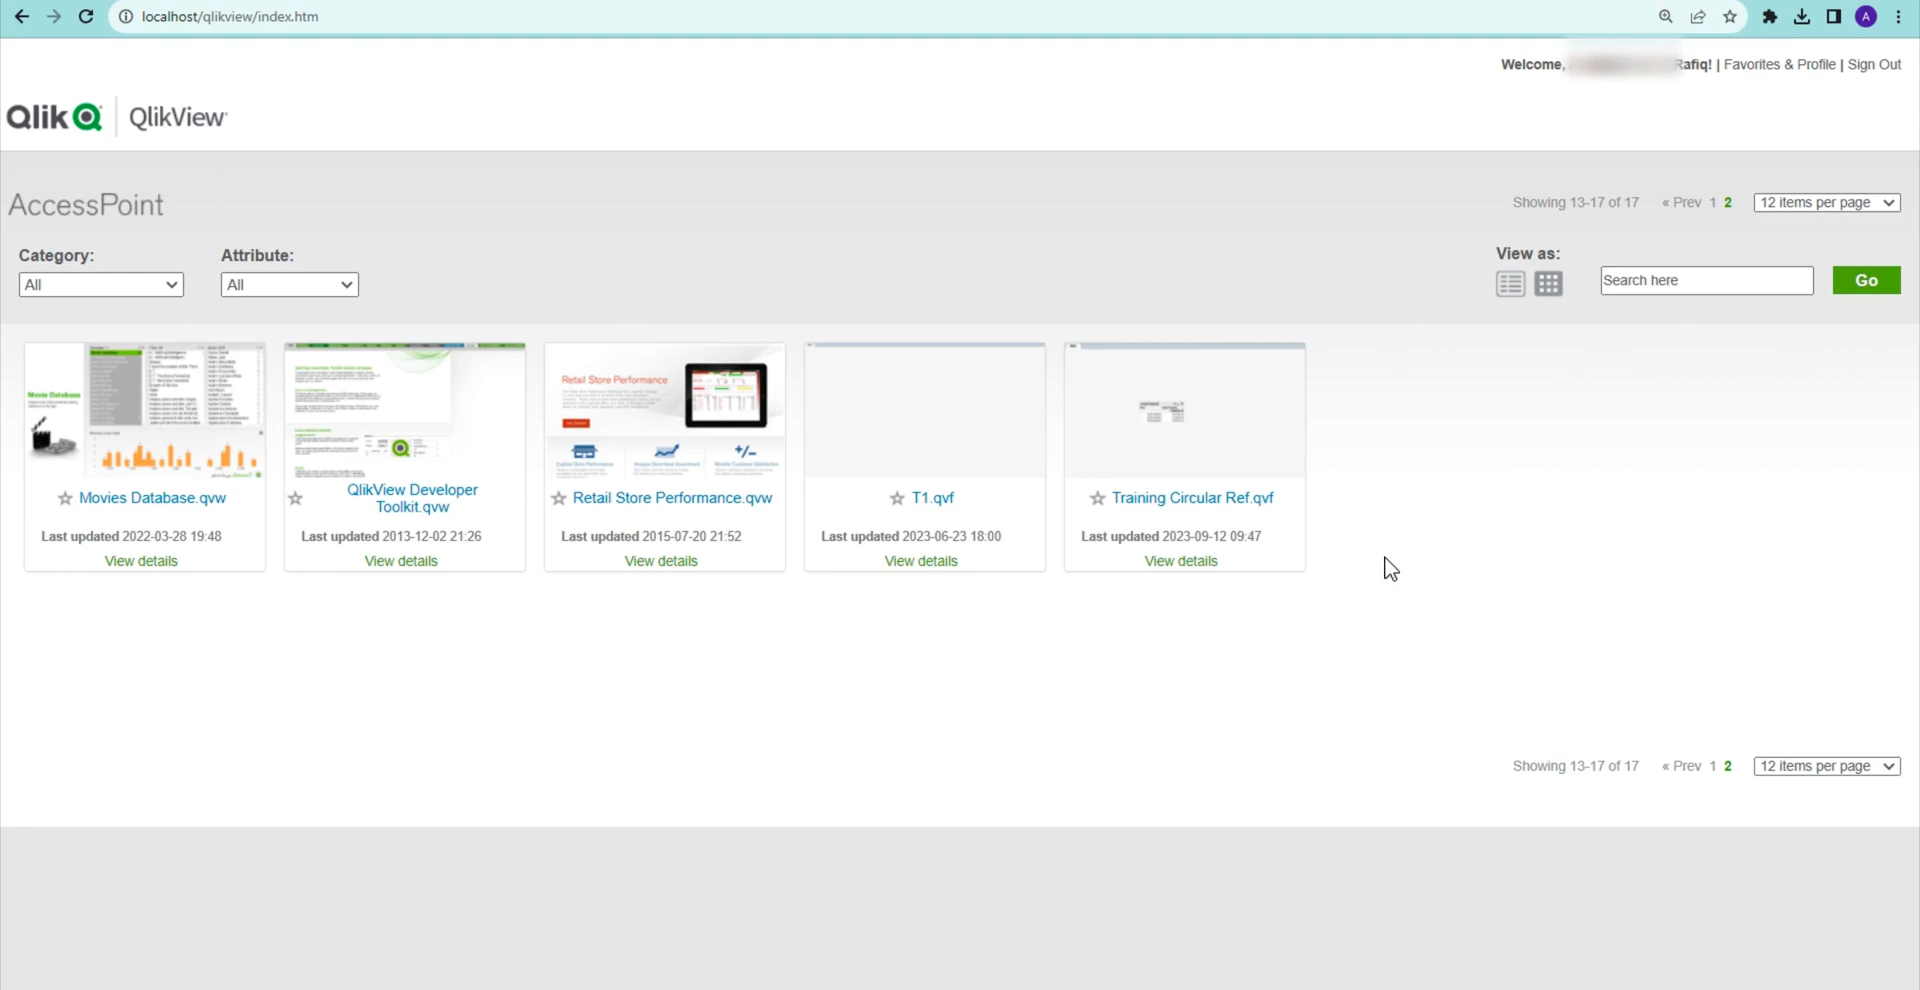 localhost/qlikview/index.htm
A
Welcome, Rafiq! | Favorites & Profile | Sign Out
Qlik QlikView
AccessPoint
Showing 13-17 of 17 « Prev 1 2 12 items per page
Category: Attribute: View as:
All All Search here Go
Movie Database
Retail Store Performance
Movies Database.qvw
QlikView Developer
Toolkit.qvw
Retail Store Performance.qvw
T1.qvf
Training Circular Ref.qvf
Last updated 2022-03-28 19:48
Last updated 2013-12-02 21:26
Last updated 2015-07-20 21:52
Last updated 2023-06-23 18:00
Last updated 2023-09-12 09:47
View details
View details
View details
View details
View details
Showing 13-17 of 17 « Prev 1 2 12 items per page